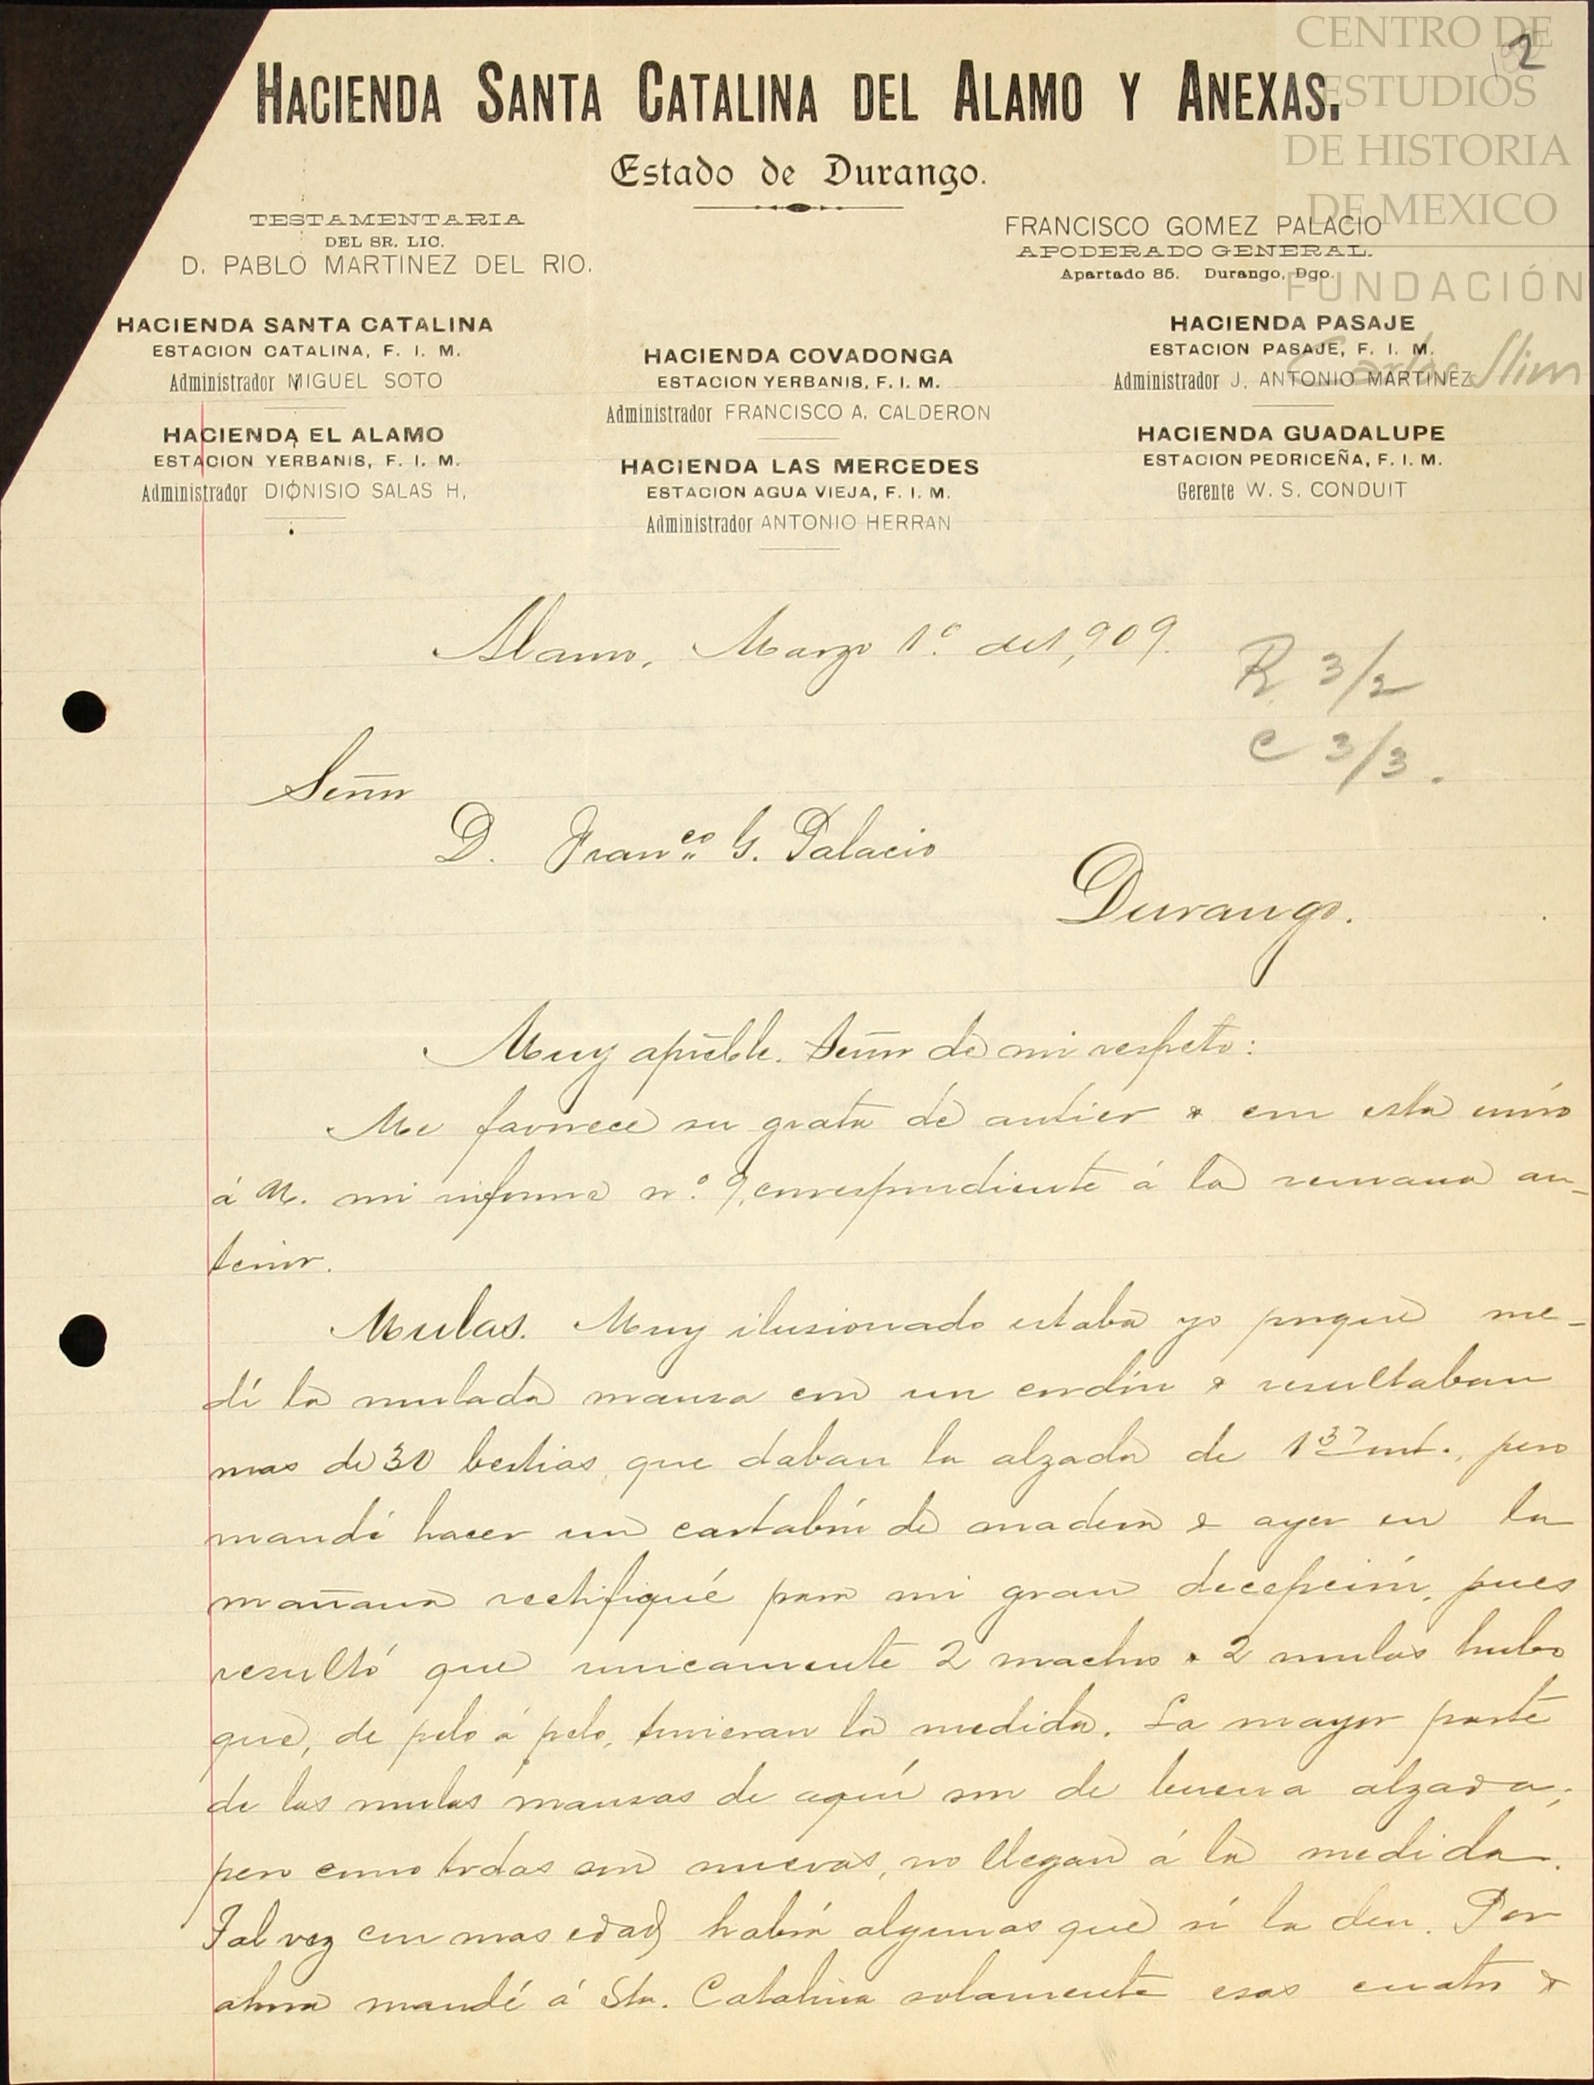 CENTRO DE
ESTUDIOS
DE HISTORIA
DE MEXICO
FUNDACIÓN
Carlos Slim
2
HACIENDA SANTA CATALINA DEL ALAMO Y ANEXAS.
Estado de Durango.
TESTAMENTARIA
DEL SR. LIC.
D. PABLO MARTINEZ DEL RIO.
FRANCISCO GOMEZ PALACIO
APODERADO GENERAL.
Apartado 85. Durango, Dgo.
HACIENDA SANTA CATALINA
ESTACION CATALINA, F. I. M.
Administrador MIGUEL SOTO
HACIENDA EL ALAMO
ESTACION YERBANIS, F. I. M.
Administrador DIONISIO SALAS H,
HACIENDA COVADONGA
ESTACION YERBANIS, F. I. M.
Administrador FRANCISCO A. CALDERON
HACIENDA LAS MERCEDES
ESTACION AGUA VIEJA, F. I. M.
Administrador ANTONIO HERRAN
HACIENDA PASAJE
ESTACION PASAJE, F. I. M.
Administrador J. ANTONIO MARTINEZ
HACIENDA GUADALUPE
ESTACION PEDRICEÑA, F. I. M.
Gerente W. S. CONDUIT
Alamo, Marzo 1º de 1,909.
R 3/2
C 3/3.
Señor
D. Franco G. Palacio
Durango.
Muy apreble. Señor de mi respeto:
Me favorece su grata de antier & con esta envio
á U. mi informe n.º 9, correspondiente á la semana an-
terior.
Mulas. Muy ilusionado estaba yo porque me-
dí la mulada mansa con un cordón & resultaban
mas de 30 bestias que daban la alzada de 1 37 mt., pero
mandé hacer un cartabón de madera & ayer en la
mañana rectifiqué para mi gran decepción, pues
resultó que unicamente 2 machos & 2 mulas hubo
que, de pelo á pelo, tuvieran la medida. La mayor parte
de las mulas mansas de aquí son de buena alzada;
pero como todas son nuevas, no llegan á la medida.
Tal vez con mas edad habrá algunas que sí la den. Por
ahora mandé á Sta. Catalina solamente esas cuatro &